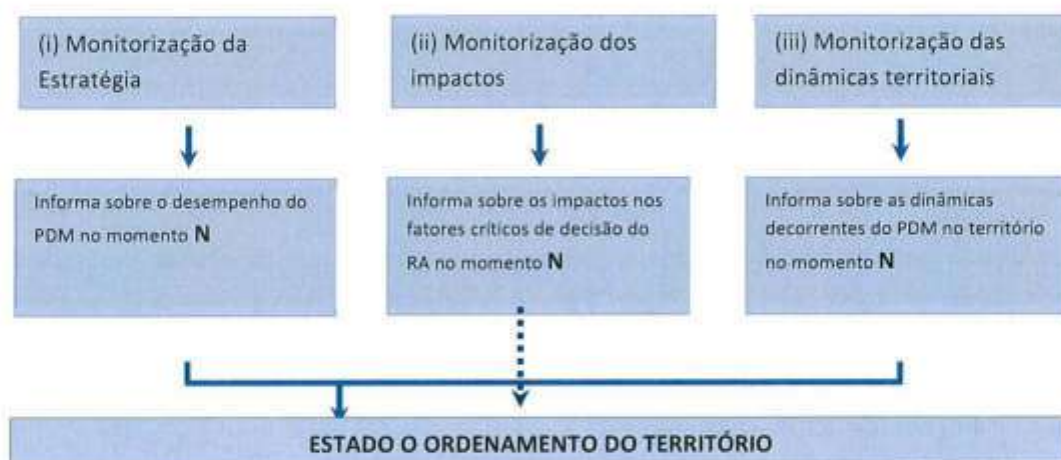 (i) Monitorização da
Estratégia
(ii) Monitorização dos
impactos
(iii) Monitorização das
dinâmicas territoriais
Informa sobre o desempenho do
PDM no momento N
Informa sobre os impactos nos
fatores críticos de decisão do
RA no momento N
Informa sobre as dinâmicas
decorrentes do PDM no território
no momento N
ESTADO O ORDENAMENTO DO TERRITÓRIO